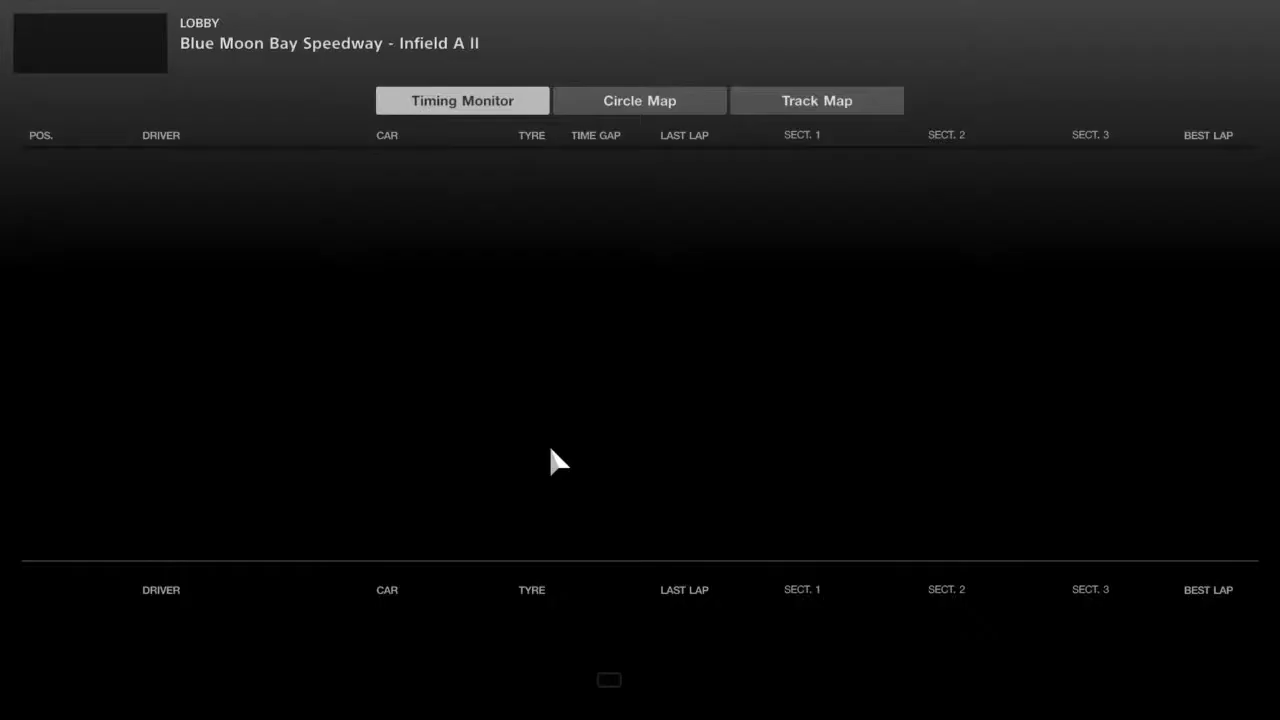 LOBBY
Blue Moon Bay Speedway - Infield A II
Timing Monitor Circle Map Track Map
POS. DRIVER CAR TYRE TIME GAP LAST LAP SECT. 1 SECT. 2 SECT. 3 BEST LAP
DRIVER CAR TYRE LAST LAP SECT. 1 SECT. 2 SECT. 3 BEST LAP